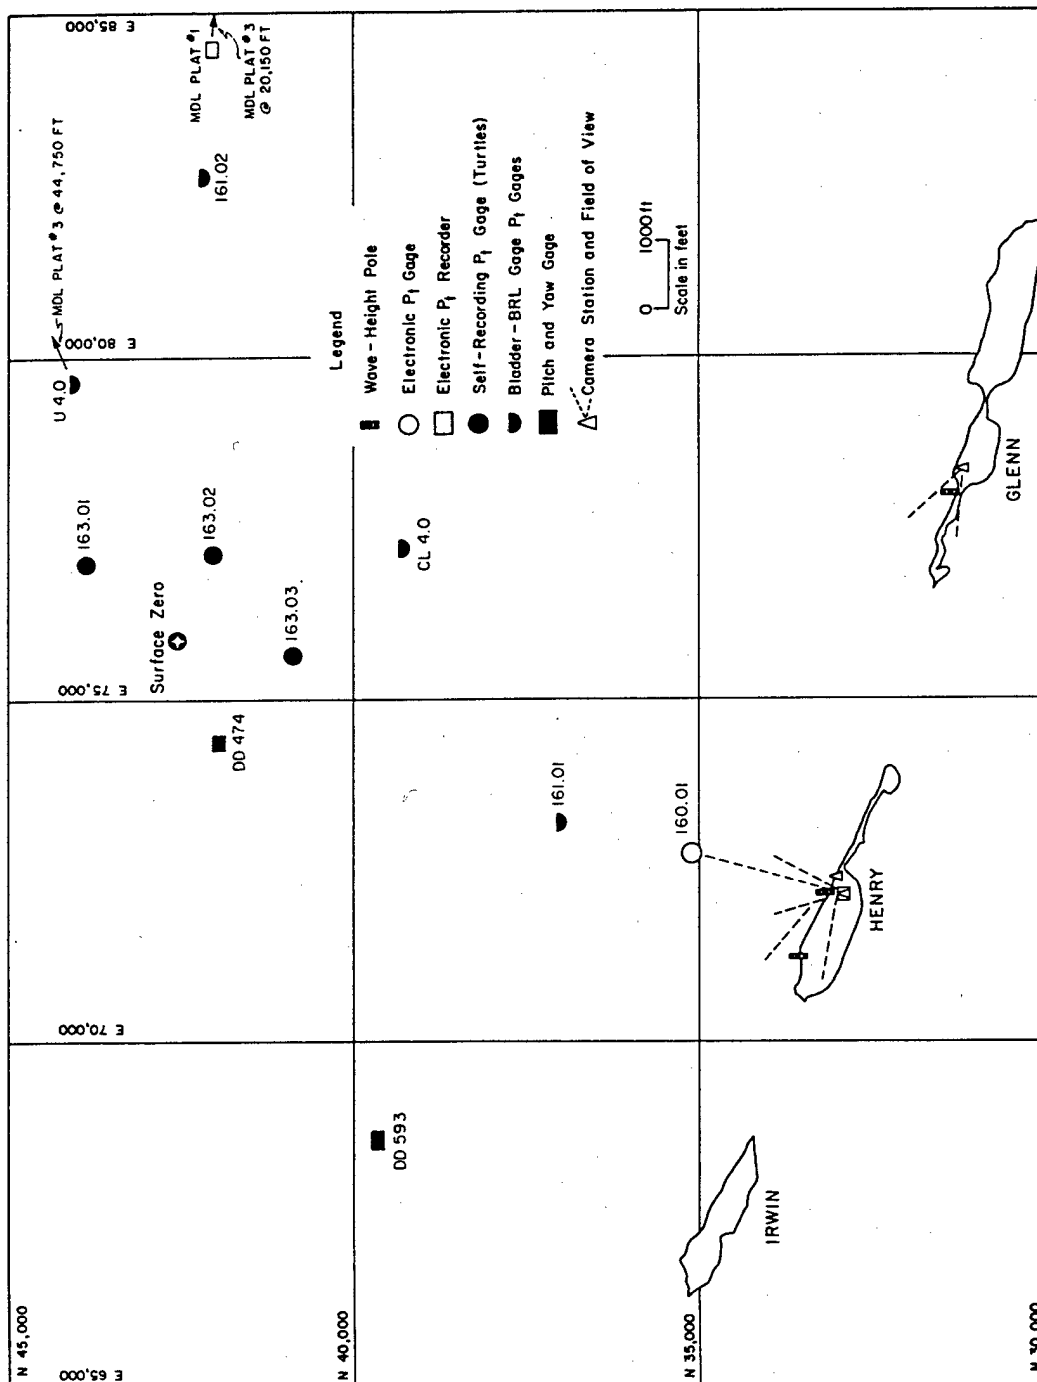 N 45,000
N 40,000
N 35,000
N 30,000
E 65,000
E 70,000
E 75,000
E 80,000
E 85,000
MDL PLAT #3 @ 44,750 FT
U 4.0
163.01
Surface Zero
163.02
163.03
DD 474
161.02
MDL PLAT #1
MDL PLAT #3
@ 20,150 FT
DD 593
CL 4.0
161.01
160.01
Legend
Wave-Height Pole
Electronic Pt Gage
Electronic Pt Recorder
Self-Recording Pt Gage (Turtles)
Bladder-BRL Gage Pt Gages
Pitch and Yaw Gage
Camera Station and Field of View
0 1000 ft
Scale in feet
IRWIN
HENRY
GLENN